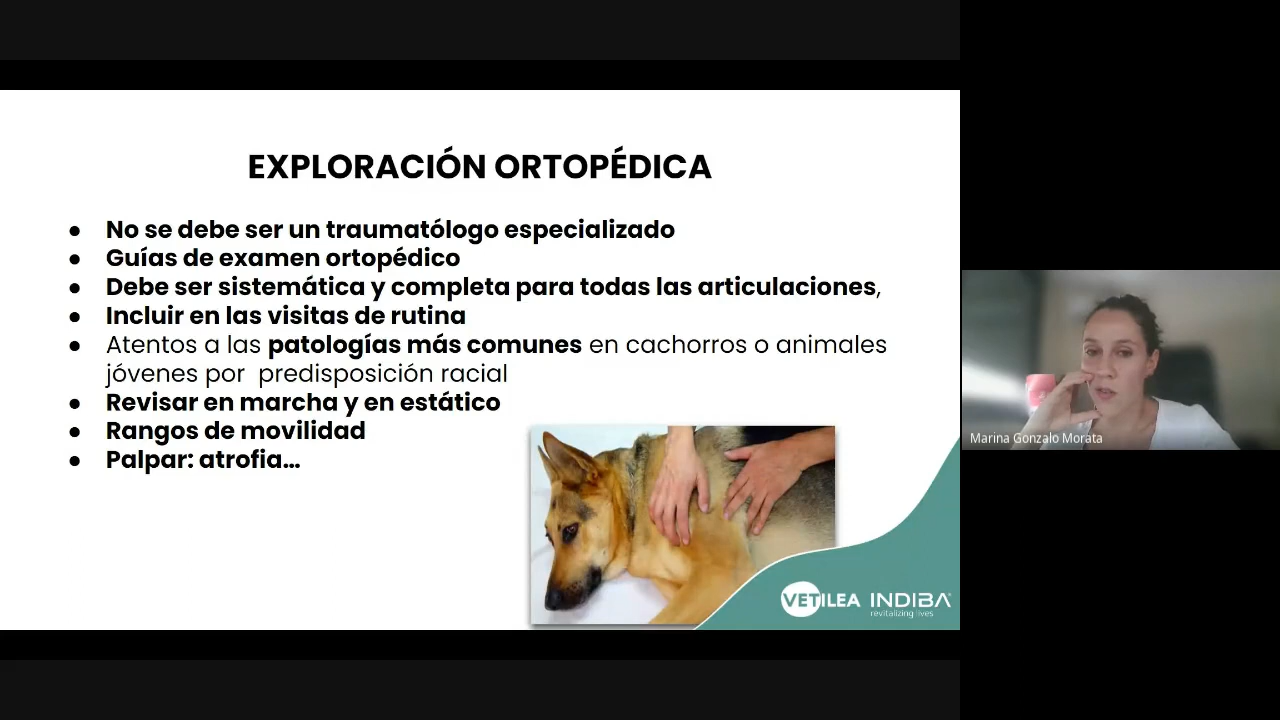 EXPLORACIÓN ORTOPÉDICA
● No se debe ser un traumatólogo especializado
● Guías de examen ortopédico
● Debe ser sistemática y completa para todas las articulaciones,
● Incluir en las visitas de rutina
● Atentos a las patologías más comunes en cachorros o animales
jóvenes por predisposición racial
● Revisar en marcha y en estático
● Rangos de movilidad
● Palpar: atrofia...
VETILEA INDIBA®
revitalizing lives
Marina Gonzalo Morata